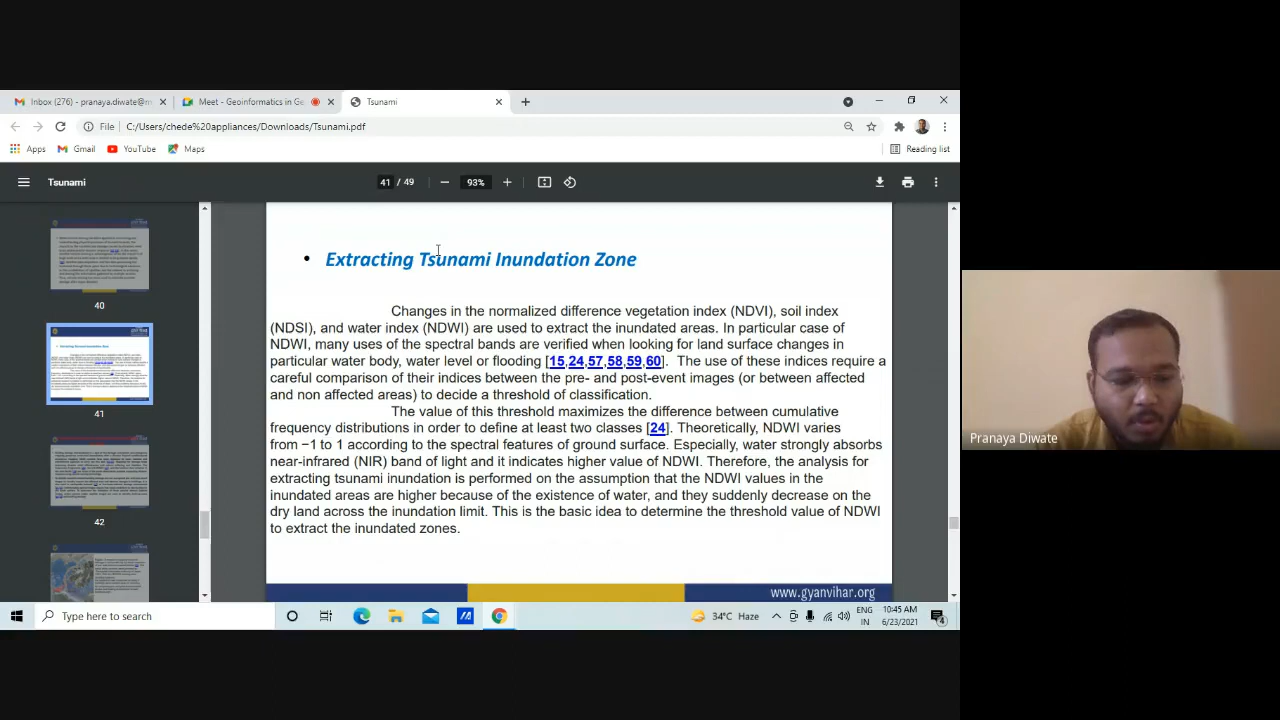 Inbox (276) - pranaya.diwate@m
Meet - Geoinformatics in Ge
Tsunami
File
C:/Users/chede%20appliances/Downloads/Tsunami.pdf
Apps
Gmail
YouTube
Maps
Reading list
Tsunami
41 / 49
93%
40
41
42
• Extracting Tsunami Inundation Zone
Changes in the normalized difference vegetation index (NDVI), soil index
(NDSI), and water index (NDWI) are used to extract the inundated areas. In particular case of
NDWI, many uses of the spectral bands are verified when looking for land surface changes in
particular water body, water level or flooding [15,24,57,58,59,60]. The use of these indices require a
careful comparison of their indices between the pre- and post-event images (or between affected
and non affected areas) to decide a threshold of classification.
The value of this threshold maximizes the difference between cumulative
frequency distributions in order to define at least two classes [24]. Theoretically, NDWI varies
from −1 to 1 according to the spectral features of ground surface. Especially, water strongly absorbs
near-infrared (NIR) band of light and indicates higher value of NDWI. Therefore, the analysis for
extracting tsunami inundation is performed on the assumption that the NDWI varies in the
inundated areas are higher because of the existence of water, and they suddenly decrease on the
dry land across the inundation limit. This is the basic idea to determine the threshold value of NDWI
to extract the inundated zones.
www.gyanvihar.org
Pranaya Diwate
Type here to search
34°C Haze
ENG
IN
10:45 AM
6/23/2021
4